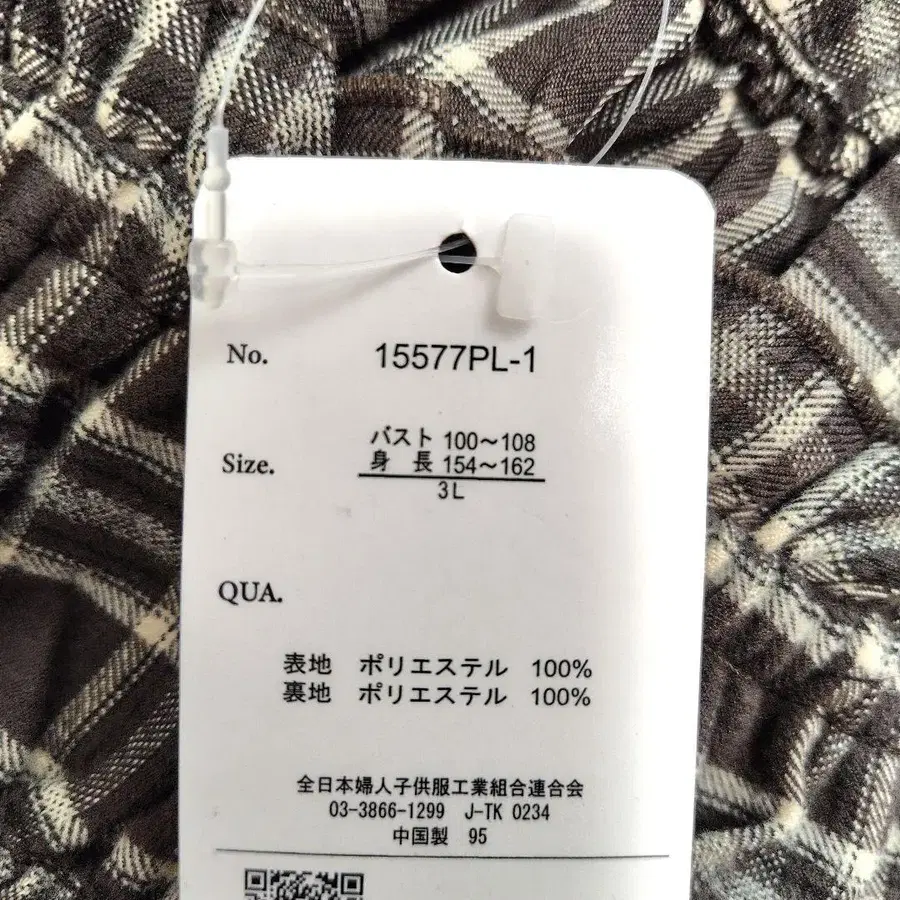 No. 15577PL-1
Size. バスト 100～108
身 長 154～162
3L
QUA.
表地 ポリエステル 100%
裏地 ポリエステル 100%
全日本婦人子供服工業組合連合会
03-3866-1299 J-TK 0234
中国製 95